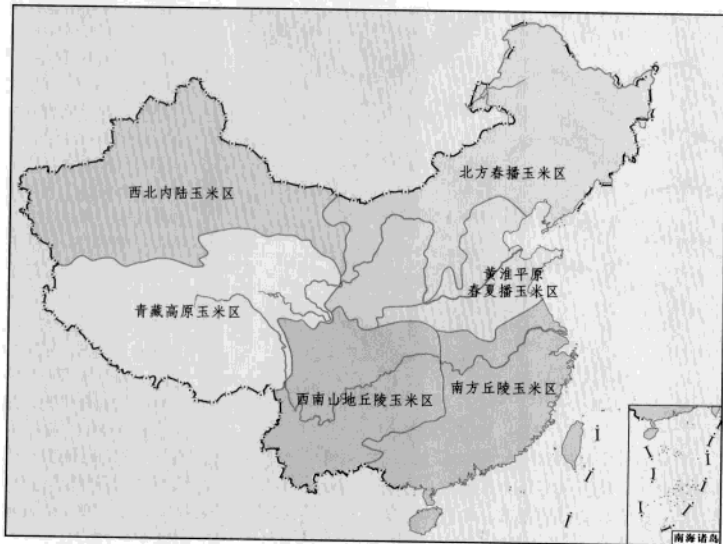 北方春播玉米区
西北内陆玉米区
黄淮平原
春夏播玉米区
青藏高原玉米区
西南山地丘陵玉米区
南方丘陵玉米区
南海诸岛